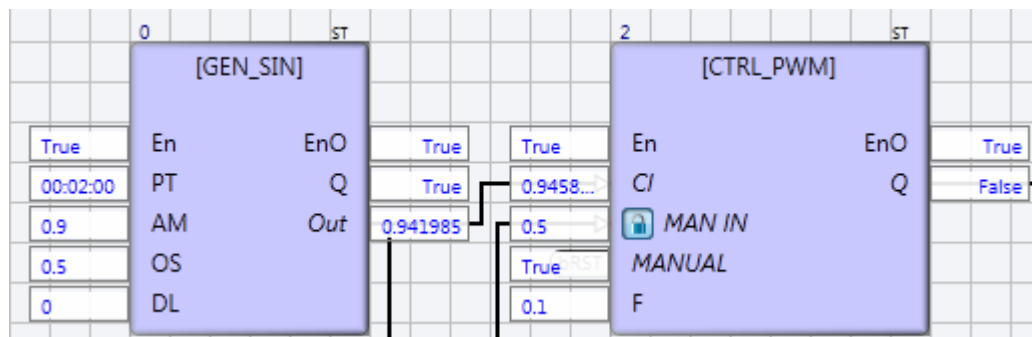 0 ST 2 ST
[GEN_SIN] [CTRL_PWM]
True En EnO True True En EnO True
00:02:00 PT Q True 0.9458... CI Q False
0.9 AM Out 0.941985 0.5 MAN IN
0.5 OS True bRST MANUAL
0 DL 0.1 F